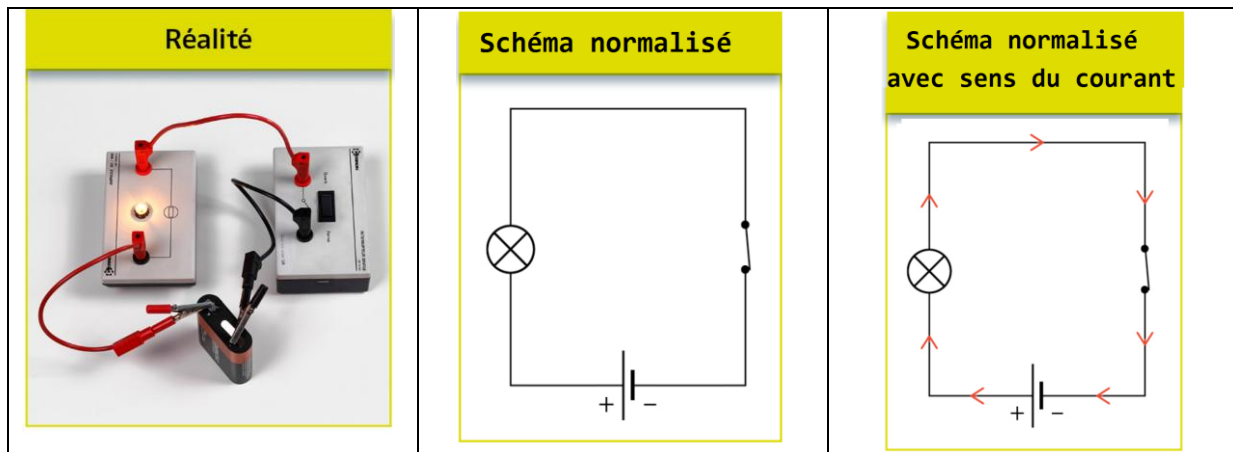 Réalité
Schéma normalisé
Schéma normalisé
avec sens du courant
+ −
+ −